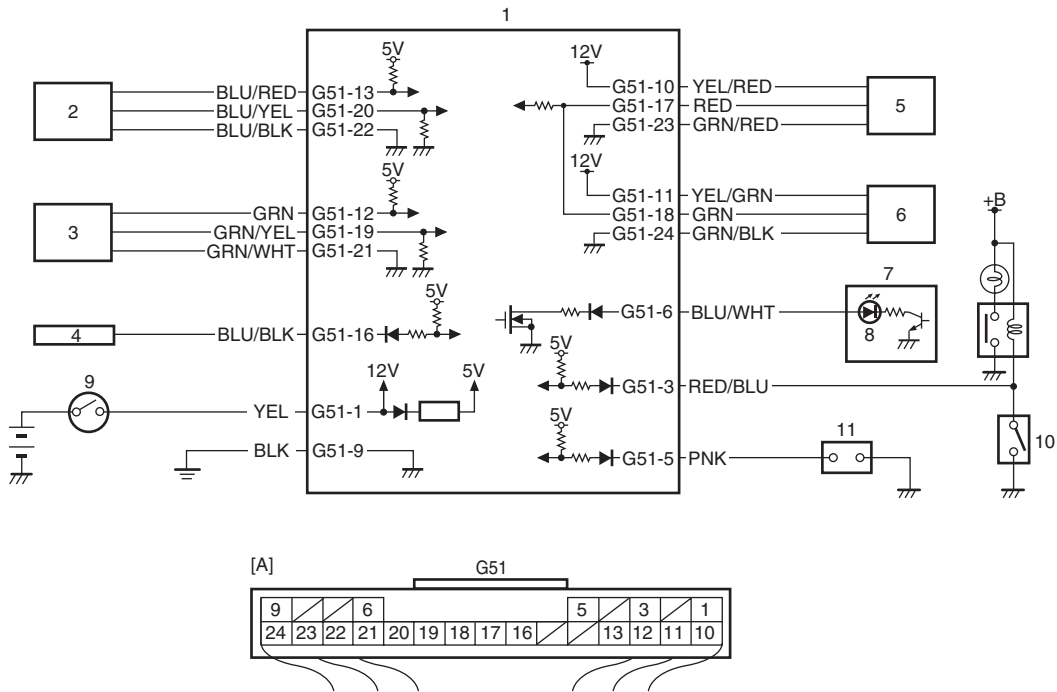 1
5V
12V
BLU/RED G51-13
G51-10 YEL/RED
2
BLU/YEL G51-20
G51-17 RED
5
BLU/BLK G51-22
G51-23 GRN/RED
5V
12V
GRN G51-12
G51-11 YEL/GRN
3
GRN/YEL G51-19
G51-18 GRN
6
GRN/WHT G51-21
G51-24 GRN/BLK
+B
5V
7
4
BLU/BLK G51-16
G51-6 BLU/WHT
8
9
12V
5V
5V
G51-3 RED/BLU
YEL G51-1
5V
11
10
BLK G51-9
G51-5 PNK
[A]
G51
9 6 5 3 1
24 23 22 21 20 19 18 17 16 13 12 11 10